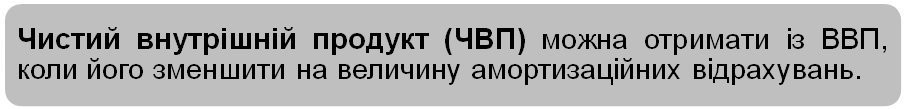 Чистий внутрішній продукт (ЧВП) можна отримати із ВВП,
коли його зменшити на величину амортизаційних відрахувань.